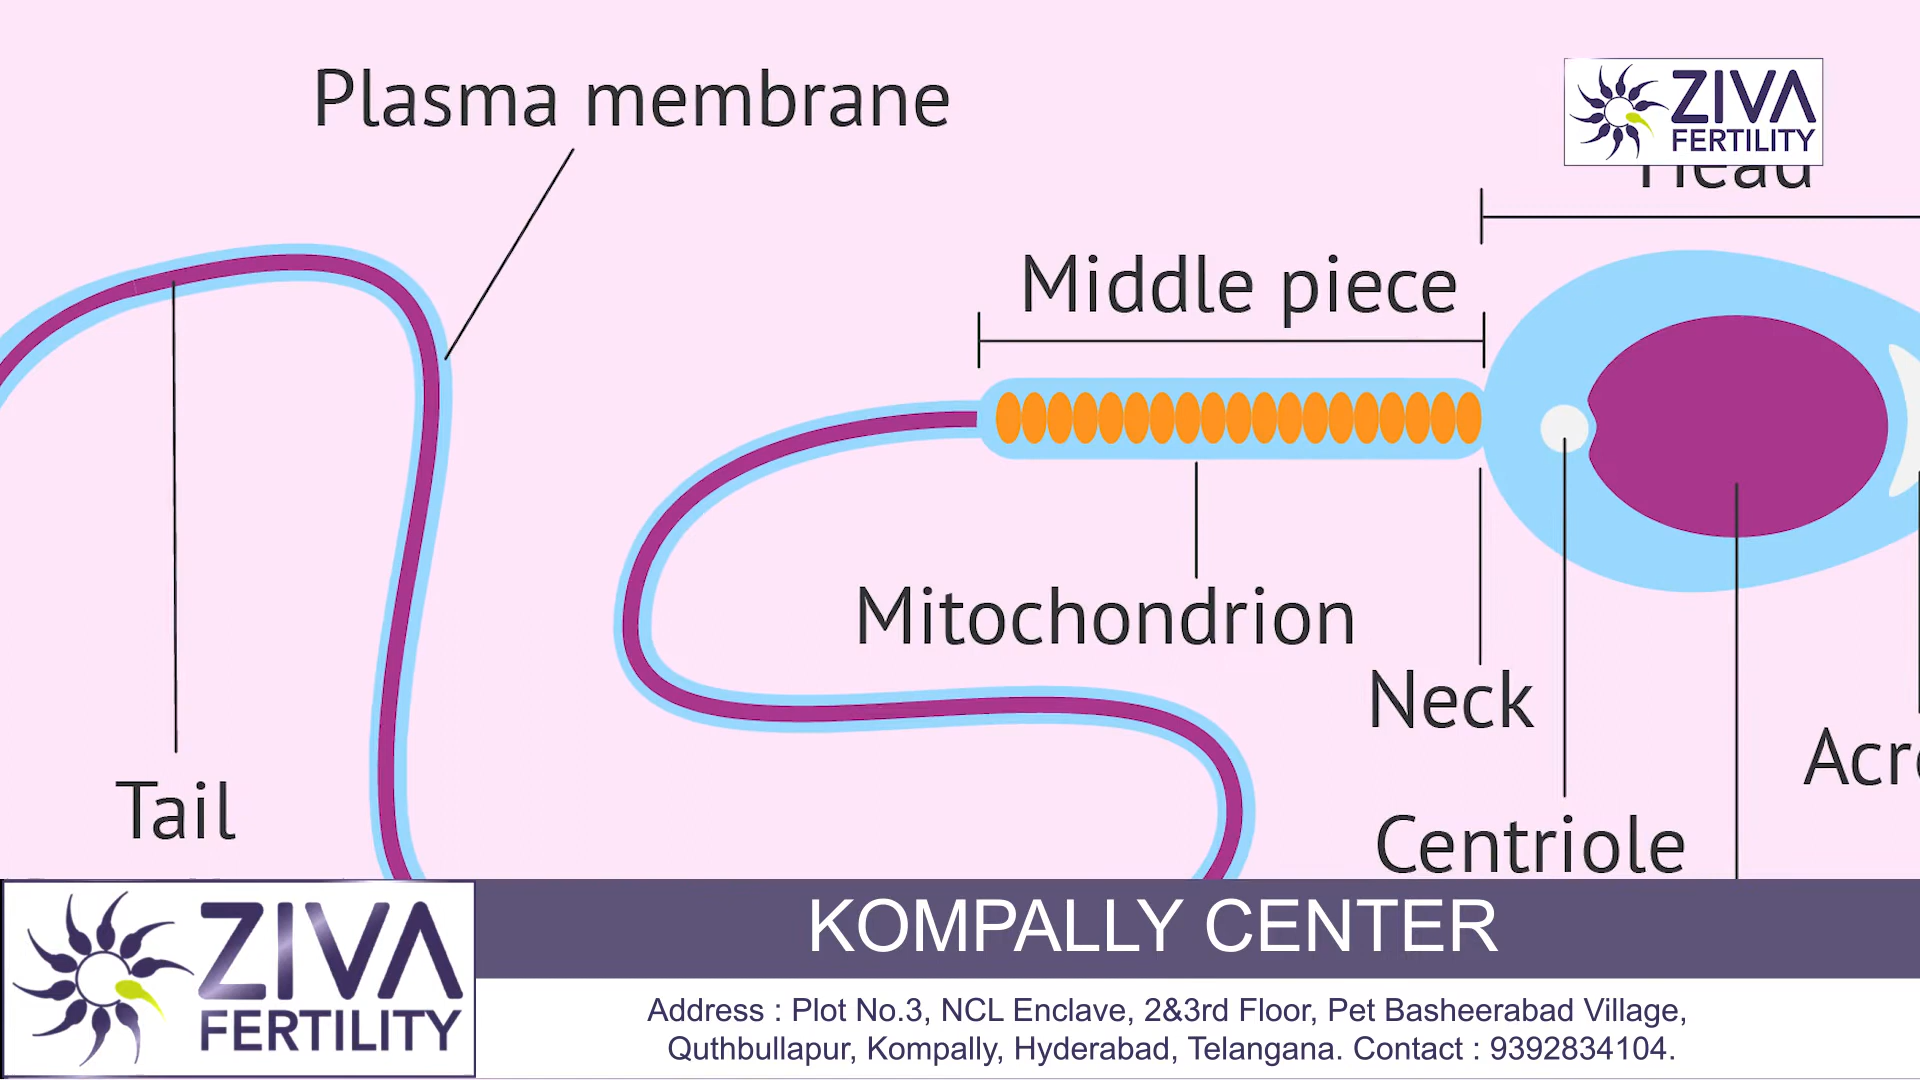 Plasma membrane
ZIVA
FERTILITY
Head
Middle piece
Mitochondrion
Neck
Tail
Centriole
ZIVA
FERTILITY
KOMPALLY CENTER
Address : Plot No.3, NCL Enclave, 2&3rd Floor, Pet Basheerabad Village,
Quthbullapur, Kompally, Hyderabad, Telangana. Contact : 9392834104.